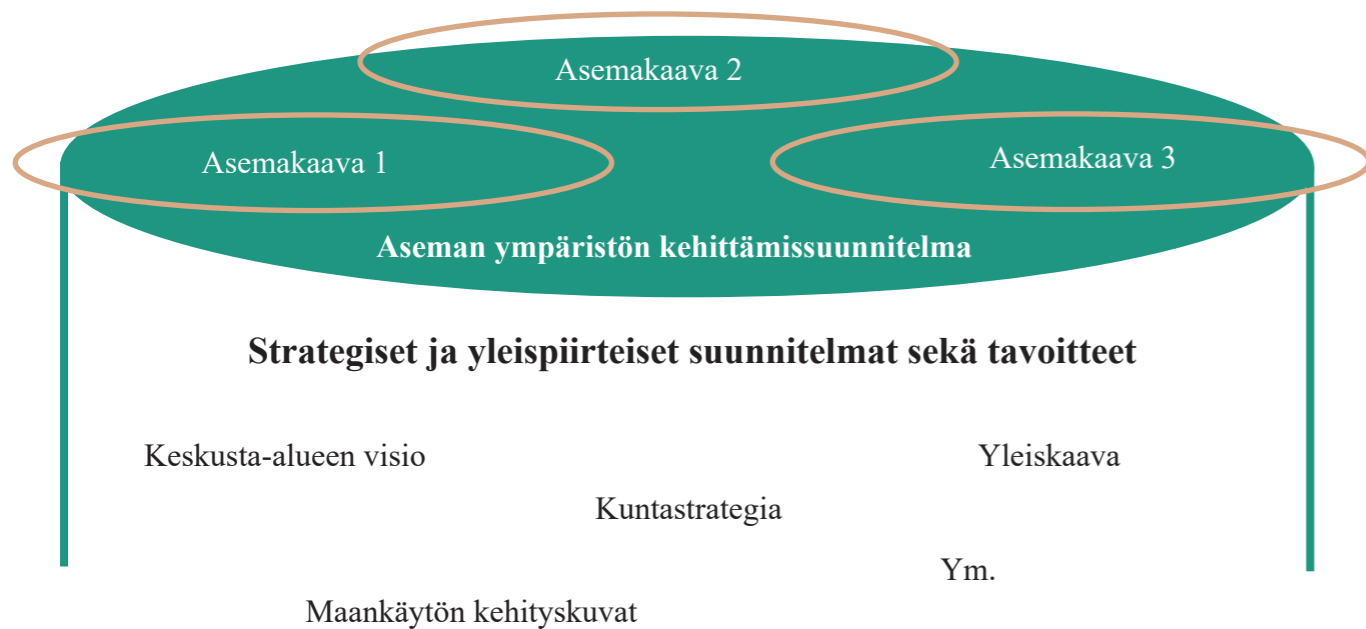 Asemakaava 2
Asemakaava 1
Asemakaava 3
Aseman ympäristön kehittämissuunnitelma
Strategiset ja yleispiirteiset suunnitelmat sekä tavoitteet
Keskusta-alueen visio
Yleiskaava
Kuntastrategia
Ym.
Maankäytön kehityskuvat